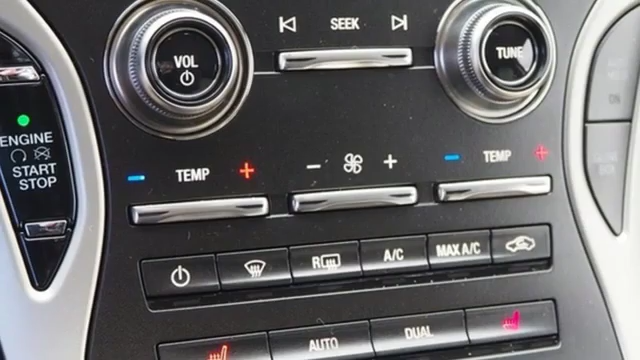 SEEK
VOL
TUNE
ENGINE
START
STOP
TEMP
TEMP
R
A/C
MAX A/C
AUTO
DUAL